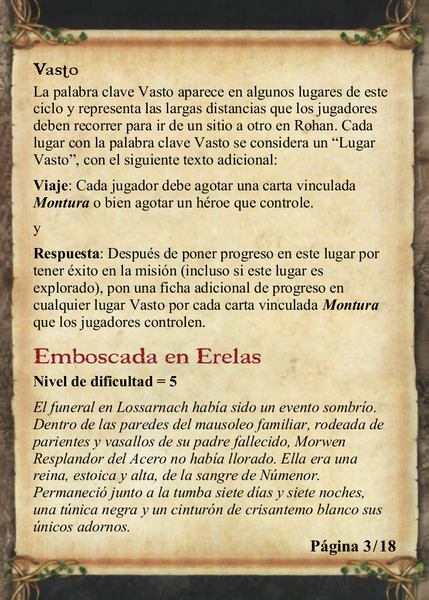 Vasto
La palabra clave Vasto aparece en algunos lugares de este
ciclo y representa las largas distancias que los jugadores
deben recorrer para ir de un sitio a otro en Rohan. Cada
lugar con la palabra clave Vasto se considera un “Lugar
Vasto”, con el siguiente texto adicional:
Viaje: Cada jugador debe agotar una carta vinculada
Montura o bien agotar un héroe que controle.
y
Respuesta: Después de poner progreso en este lugar por
tener éxito en la misión (incluso si este lugar es
explorado), pon una ficha adicional de progreso en
cualquier lugar Vasto por cada carta vinculada Montura
que los jugadores controlen.
Emboscada en Erelas
Nivel de dificultad = 5
El funeral en Lossarnach había sido un evento sombrío.
Dentro de las paredes del mausoleo familiar, rodeada de
parientes y vasallos de su padre fallecido, Morwen
Resplandor del Acero no había llorado. Ella era una
reina, estoica y alta, de la sangre de Númenor.
Permaneció junto a la tumba siete días y siete noches,
una túnica negra y un cinturón de crisantemo blanco sus
únicos adornos.
Página 3/18